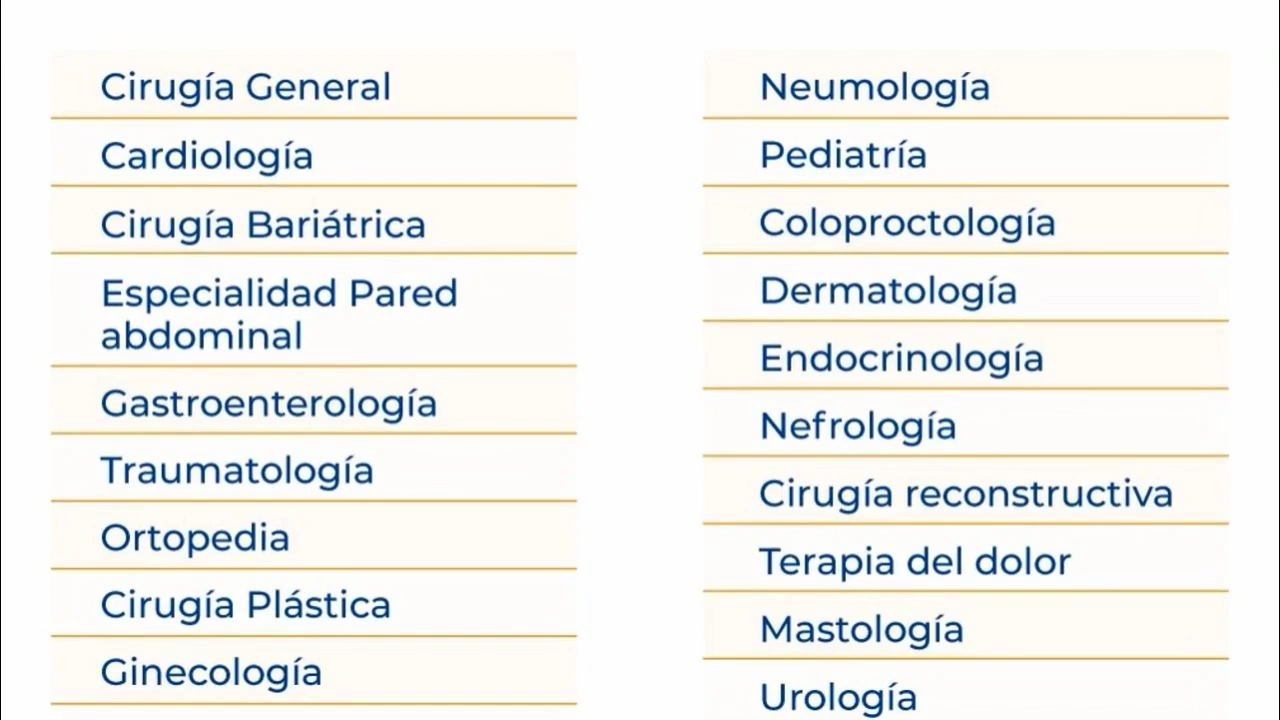 Cirugía General
Cardiología
Cirugía Bariátrica
Especialidad Pared
abdominal
Gastroenterología
Traumatología
Ortopedia
Cirugía Plástica
Ginecología
Neumología
Pediatría
Coloproctología
Dermatología
Endocrinología
Nefrología
Cirugía reconstructiva
Terapia del dolor
Mastología
Urología